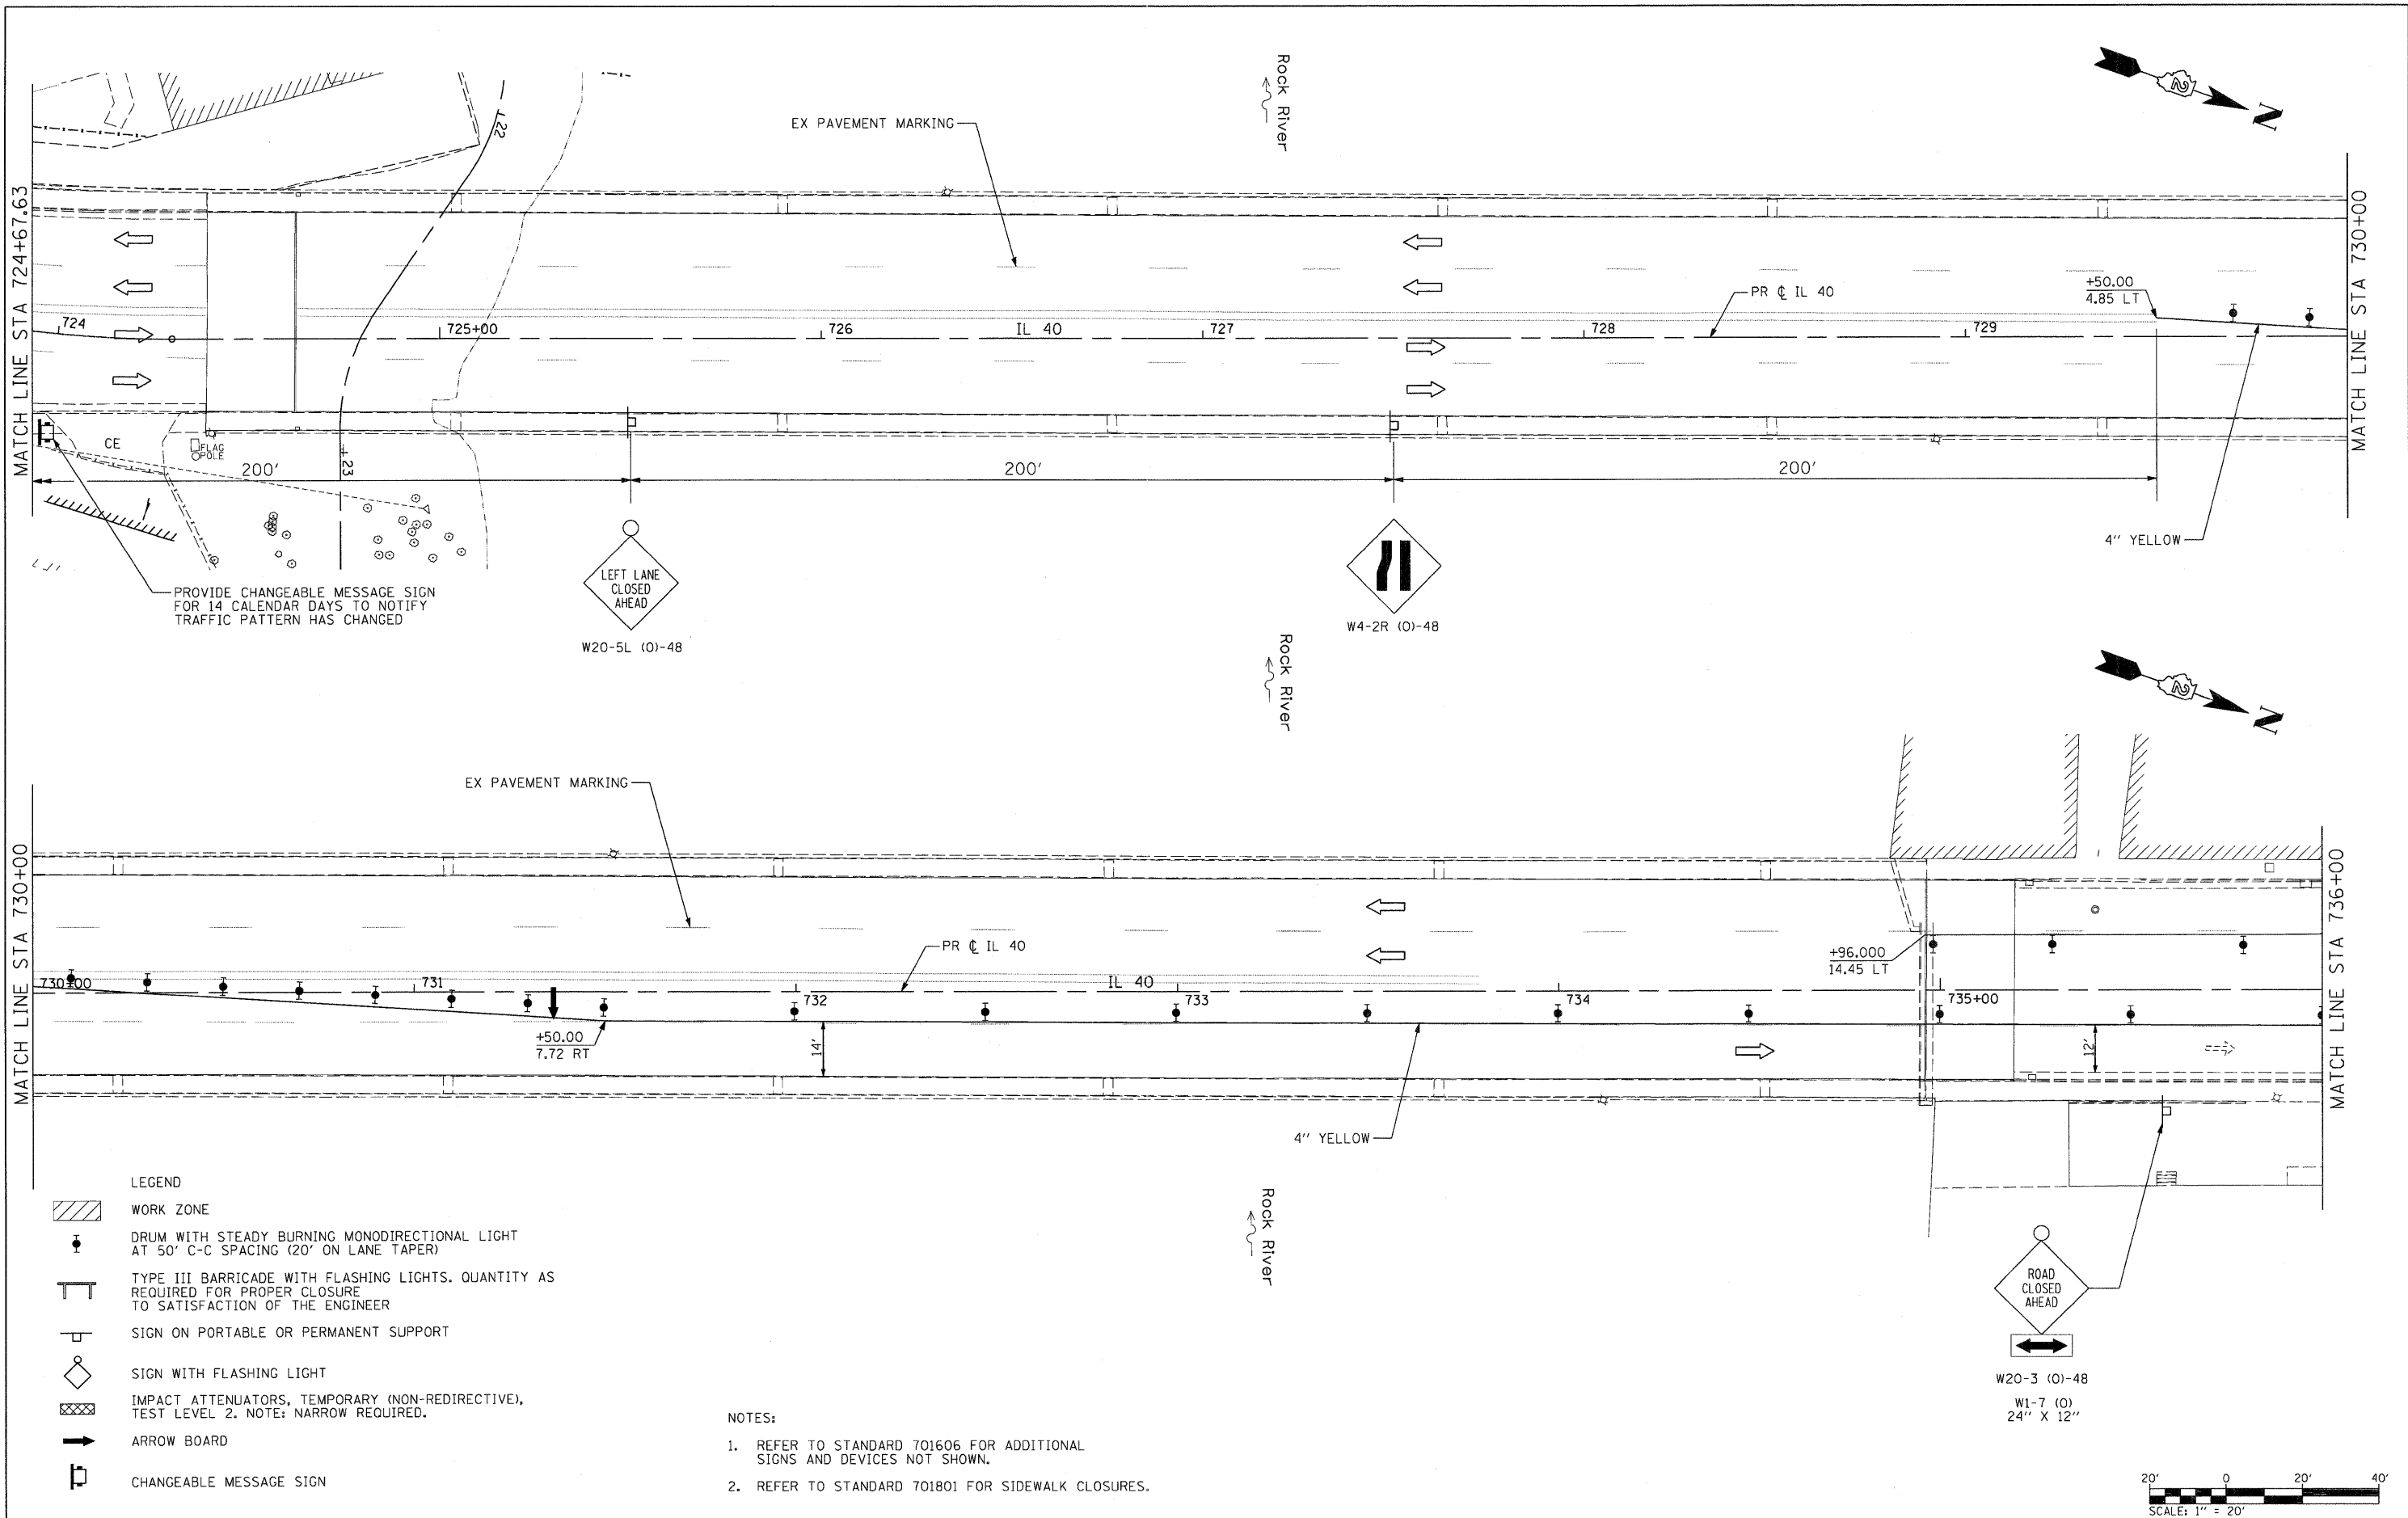 Rock River
2
N
EX PAVEMENT MARKING
22
MATCH LINE STA 724+67.63
MATCH LINE STA 730+00
+50.00
4.85 LT
PR ℄ IL 40
724
725+00
726
IL 40
727
728
729
CE
FLAG
POLE
23
200'
200'
200'
4" YELLOW
LEFT LANE
CLOSED
AHEAD
W20-5L (O)-48
W4-2R (O)-48
PROVIDE CHANGEABLE MESSAGE SIGN
FOR 14 CALENDAR DAYS TO NOTIFY
TRAFFIC PATTERN HAS CHANGED
Rock River
2
N
EX PAVEMENT MARKING
MATCH LINE STA 730+00
MATCH LINE STA 736+00
PR ℄ IL 40
+96.000
14.45 LT
730+00
731
732
IL 40
733
734
735+00
+50.00
7.72 RT
14'
12'
4" YELLOW
Rock River
ROAD
CLOSED
AHEAD
W20-3 (O)-48
W1-7 (O)
24" X 12"
LEGEND
WORK ZONE
DRUM WITH STEADY BURNING MONODIRECTIONAL LIGHT
AT 50' C-C SPACING (20' ON LANE TAPER)
TYPE III BARRICADE WITH FLASHING LIGHTS. QUANTITY AS
REQUIRED FOR PROPER CLOSURE
TO SATISFACTION OF THE ENGINEER
SIGN ON PORTABLE OR PERMANENT SUPPORT
SIGN WITH FLASHING LIGHT
IMPACT ATTENUATORS, TEMPORARY (NON-REDIRECTIVE),
TEST LEVEL 2. NOTE: NARROW REQUIRED.
ARROW BOARD
CHANGEABLE MESSAGE SIGN
NOTES:
1. REFER TO STANDARD 701606 FOR ADDITIONAL
SIGNS AND DEVICES NOT SHOWN.
2. REFER TO STANDARD 701801 FOR SIDEWALK CLOSURES.
20' 0 20' 40'
SCALE: 1" = 20'